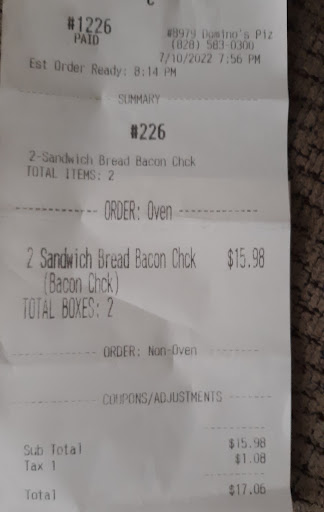 #1226
PAID
#8979 Domino's Piz
(828) 583-0300
7/10/2022 7:56 PM
Est Order Ready: 8:14 PM
SUMMARY
#226
2-Sandwich Bread Bacon Chck
TOTAL ITEMS: 2
ORDER: Oven
2 Sandwich Bread Bacon Chck $15.98
(Bacon Chck)
TOTAL BOXES: 2
ORDER: Non-Oven
COUPONS/ADJUSTMENTS
Sub Total $15.98
Tax 1 $1.08
Total $17.06